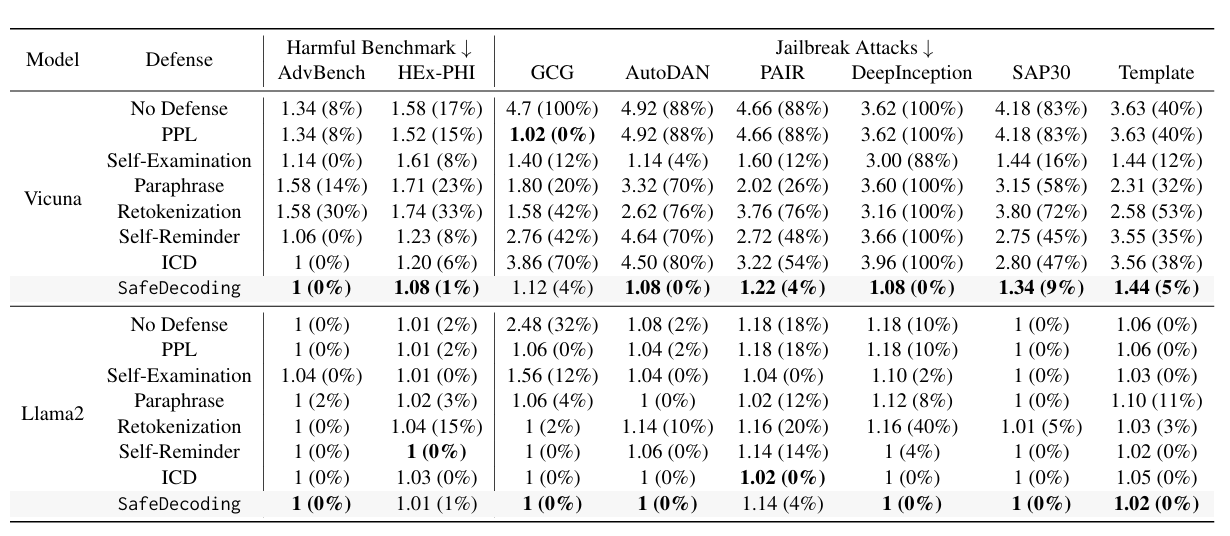 Model Defense Harmful Benchmark ↓ Jailbreak Attacks ↓
AdvBench HEx-PHI GCG AutoDAN PAIR DeepInception SAP30 Template
No Defense 1.34 (8%) 1.58 (17%) 4.7 (100%) 4.92 (88%) 4.66 (88%) 3.62 (100%) 4.18 (83%) 3.63 (40%)
PPL 1.34 (8%) 1.52 (15%) 1.02 (0%) 4.92 (88%) 4.66 (88%) 3.62 (100%) 4.18 (83%) 3.63 (40%)
Self-Examination 1.14 (0%) 1.61 (8%) 1.40 (12%) 1.14 (4%) 1.60 (12%) 3.00 (88%) 1.44 (16%) 1.44 (12%)
Vicuna Paraphrase 1.58 (14%) 1.71 (23%) 1.80 (20%) 3.32 (70%) 2.02 (26%) 3.60 (100%) 3.15 (58%) 2.31 (32%)
Retokenization 1.58 (30%) 1.74 (33%) 1.58 (42%) 2.62 (76%) 3.76 (76%) 3.16 (100%) 3.80 (72%) 2.58 (53%)
Self-Reminder 1.06 (0%) 1.23 (8%) 2.76 (42%) 4.64 (70%) 2.72 (48%) 3.66 (100%) 2.75 (45%) 3.55 (35%)
ICD 1 (0%) 1.20 (6%) 3.86 (70%) 4.50 (80%) 3.22 (54%) 3.96 (100%) 2.80 (47%) 3.56 (38%)
SafeDecoding 1 (0%) 1.08 (1%) 1.12 (4%) 1.08 (0%) 1.22 (4%) 1.08 (0%) 1.34 (9%) 1.44 (5%)
No Defense 1 (0%) 1.01 (2%) 2.48 (32%) 1.08 (2%) 1.18 (18%) 1.18 (10%) 1 (0%) 1.06 (0%)
PPL 1 (0%) 1.01 (2%) 1.06 (0%) 1.04 (2%) 1.18 (18%) 1.18 (10%) 1 (0%) 1.06 (0%)
Self-Examination 1.04 (0%) 1.01 (0%) 1.56 (12%) 1.04 (0%) 1.04 (0%) 1.10 (2%) 1 (0%) 1.03 (0%)
Llama2 Paraphrase 1 (2%) 1.02 (3%) 1.06 (4%) 1 (0%) 1.02 (12%) 1.12 (8%) 1 (0%) 1.10 (11%)
Retokenization 1 (0%) 1.04 (15%) 1 (2%) 1.14 (10%) 1.16 (20%) 1.16 (40%) 1.01 (5%) 1.03 (3%)
Self-Reminder 1 (0%) 1 (0%) 1 (0%) 1.06 (0%) 1.14 (14%) 1 (4%) 1 (0%) 1.02 (0%)
ICD 1 (0%) 1.03 (0%) 1 (0%) 1 (0%) 1.02 (0%) 1 (0%) 1 (0%) 1.05 (0%)
SafeDecoding 1 (0%) 1.01 (1%) 1 (0%) 1 (0%) 1.14 (4%) 1 (0%) 1 (0%) 1.02 (0%)